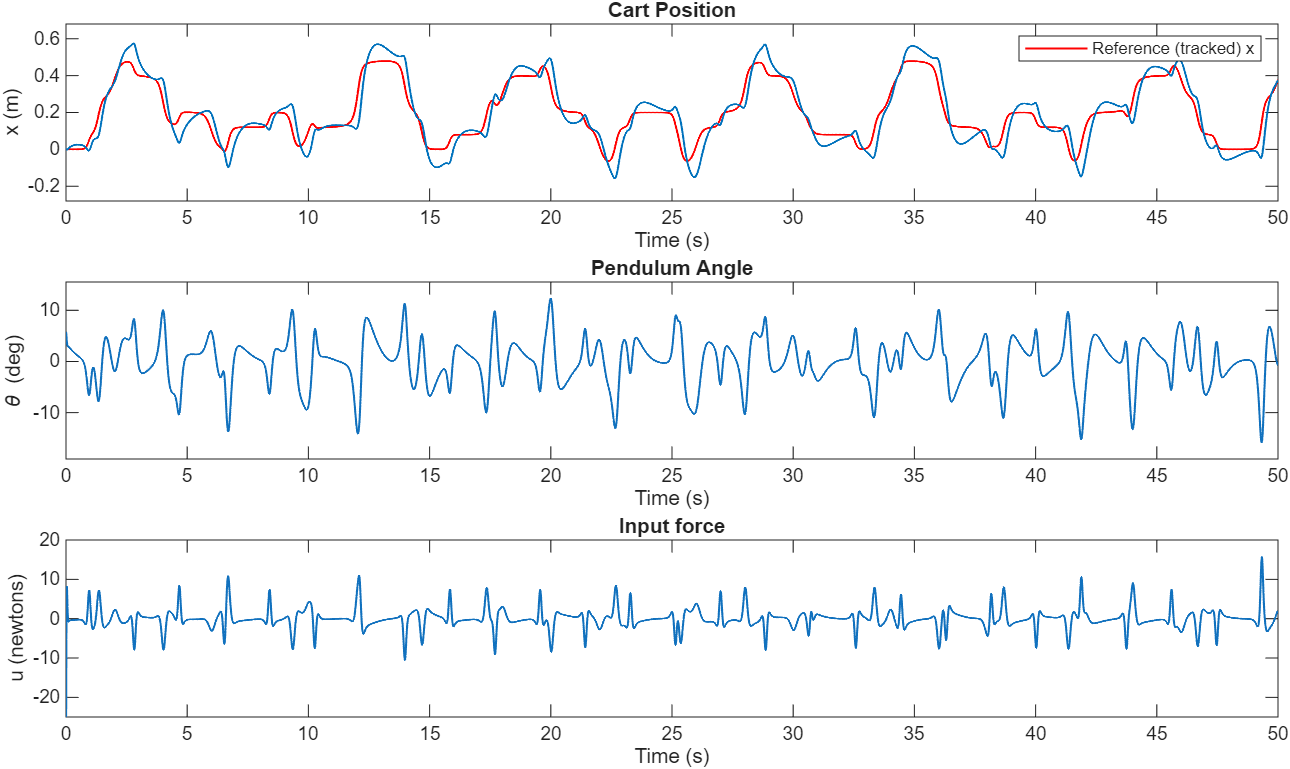 Cart Position
Reference (tracked) x
x (m)
0.6
0.4
0.2
0
-0.2
0 5 10 15 20 25 30 35 40 45 50
Time (s)
Pendulum Angle
θ (deg)
10
0
-10
0 5 10 15 20 25 30 35 40 45 50
Time (s)
Input force
u (newtons)
20
10
0
-10
-20
0 5 10 15 20 25 30 35 40 45 50
Time (s)